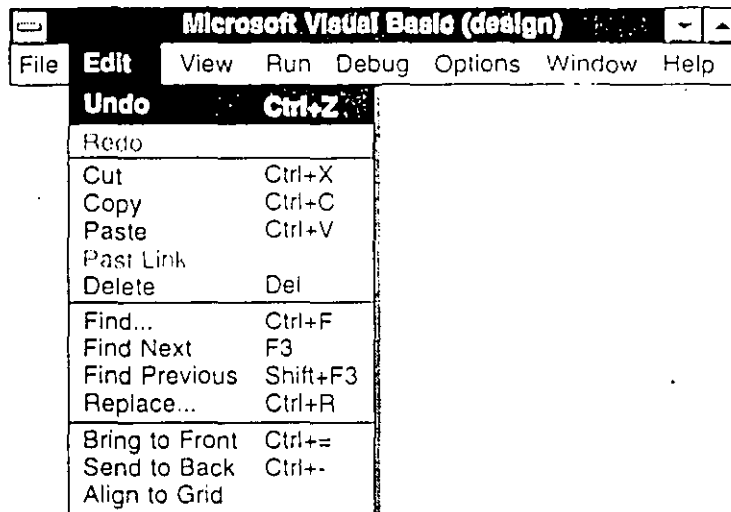 Microsoft Visual Basic (design)
File Edit View Run Debug Options Window Help
Undo Ctrl+Z
Redo
Cut Ctrl+X
Copy Ctrl+C
Paste Ctrl+V
Past Link
Delete Del
Find... Ctrl+F
Find Next F3
Find Previous Shift+F3
Replace... Ctrl+R
Bring to Front Ctrl+=
Send to Back Ctrl+-
Align to Grid